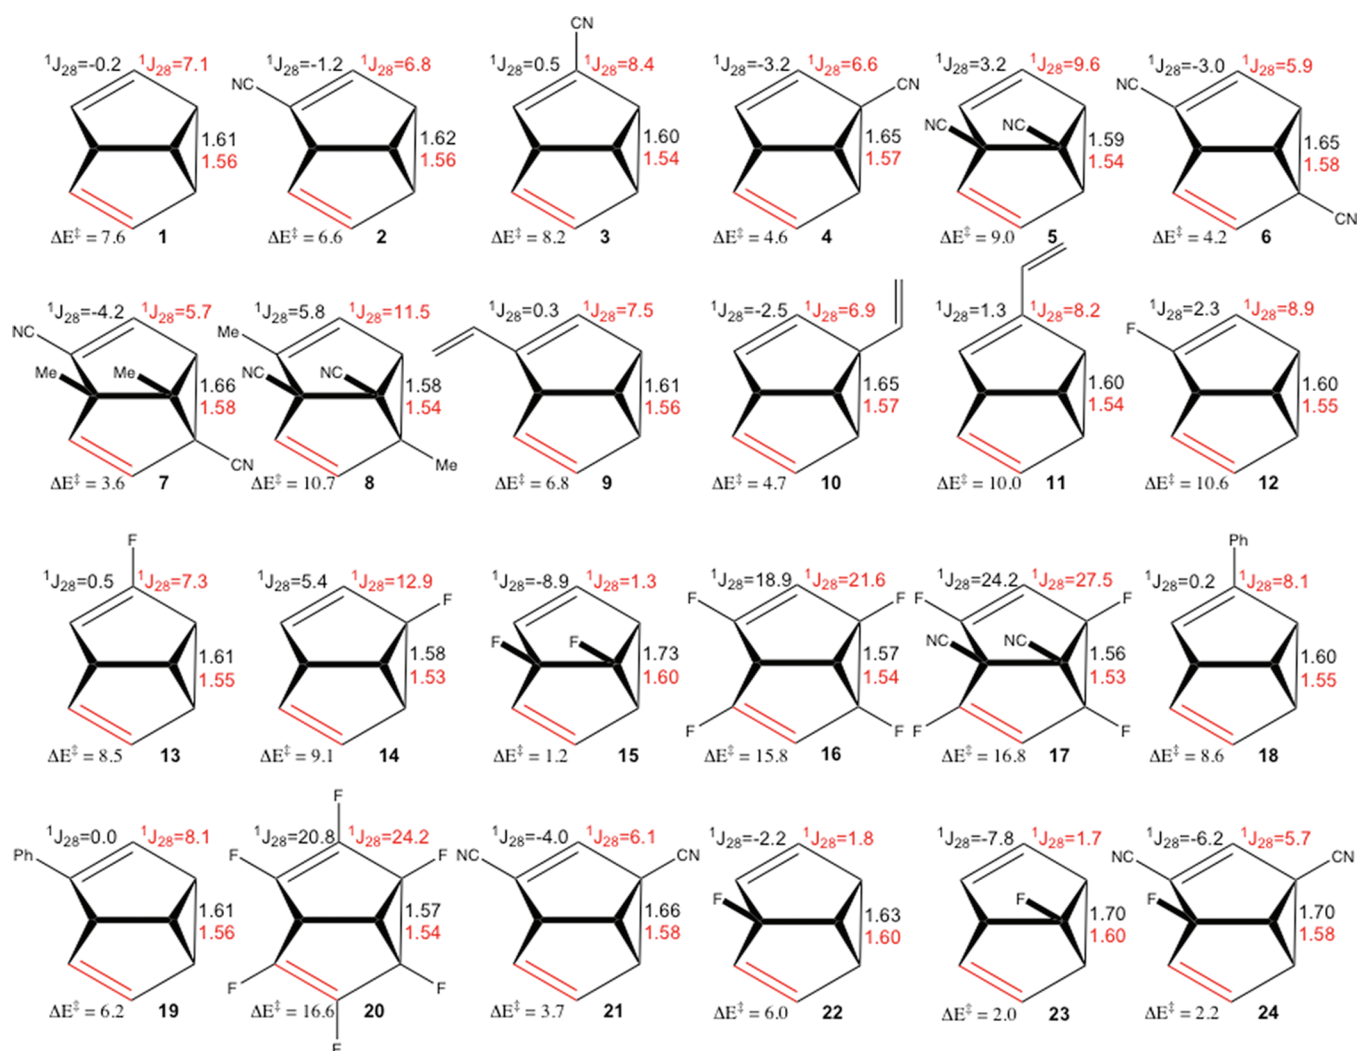 CN
¹J₂₈=-0.2 ¹J₂₈=7.1 ¹J₂₈=-1.2 ¹J₂₈=6.8 ¹J₂₈=0.5 ¹J₂₈=8.4 ¹J₂₈=-3.2 ¹J₂₈=6.6 ¹J₂₈=3.2 ¹J₂₈=9.6 ¹J₂₈=-3.0 ¹J₂₈=5.9
NC CN NC
NC NC
1.61 1.62 1.60 1.65 1.59 1.65
1.56 1.56 1.54 1.57 1.54 1.58
CN
ΔE‡ = 7.6 1 ΔE‡ = 6.6 2 ΔE‡ = 8.2 3 ΔE‡ = 4.6 4 ΔE‡ = 9.0 5 ΔE‡ = 4.2 6
¹J₂₈=-4.2 ¹J₂₈=5.7 ¹J₂₈=5.8 ¹J₂₈=11.5 ¹J₂₈=0.3 ¹J₂₈=7.5 ¹J₂₈=-2.5 ¹J₂₈=6.9 ¹J₂₈=1.3 ¹J₂₈=8.2 ¹J₂₈=2.3 ¹J₂₈=8.9
NC Me F
Me Me NC NC
1.66 1.58 1.61 1.65 1.60 1.60
1.58 1.54 1.56 1.57 1.54 1.55
CN Me
ΔE‡ = 3.6 7 ΔE‡ = 10.7 8 ΔE‡ = 6.8 9 ΔE‡ = 4.7 10 ΔE‡ = 10.0 11 ΔE‡ = 10.6 12
F Ph
¹J₂₈=0.5 ¹J₂₈=7.3 ¹J₂₈=5.4 ¹J₂₈=12.9 ¹J₂₈=-8.9 ¹J₂₈=1.3 ¹J₂₈=18.9 ¹J₂₈=21.6 ¹J₂₈=24.2 ¹J₂₈=27.5 ¹J₂₈=0.2 ¹J₂₈=8.1
F F F F F
F F NC NC
1.61 1.58 1.73 1.57 1.56 1.60
1.55 1.53 1.60 1.54 1.53 1.55
F F F F
ΔE‡ = 8.5 13 ΔE‡ = 9.1 14 ΔE‡ = 1.2 15 ΔE‡ = 15.8 16 ΔE‡ = 16.8 17 ΔE‡ = 8.6 18
F
¹J₂₈=0.0 ¹J₂₈=8.1 ¹J₂₈=20.8 ¹J₂₈=24.2 ¹J₂₈=-4.0 ¹J₂₈=6.1 ¹J₂₈=-2.2 ¹J₂₈=1.8 ¹J₂₈=-7.8 ¹J₂₈=1.7 ¹J₂₈=-6.2 ¹J₂₈=5.7
Ph F F NC CN NC CN
F F F
1.61 1.57 1.66 1.63 1.70 1.70
1.56 1.54 1.58 1.60 1.60 1.58
F F
ΔE‡ = 6.2 19 ΔE‡ = 16.6 20 ΔE‡ = 3.7 21 ΔE‡ = 6.0 22 ΔE‡ = 2.0 23 ΔE‡ = 2.2 24
F